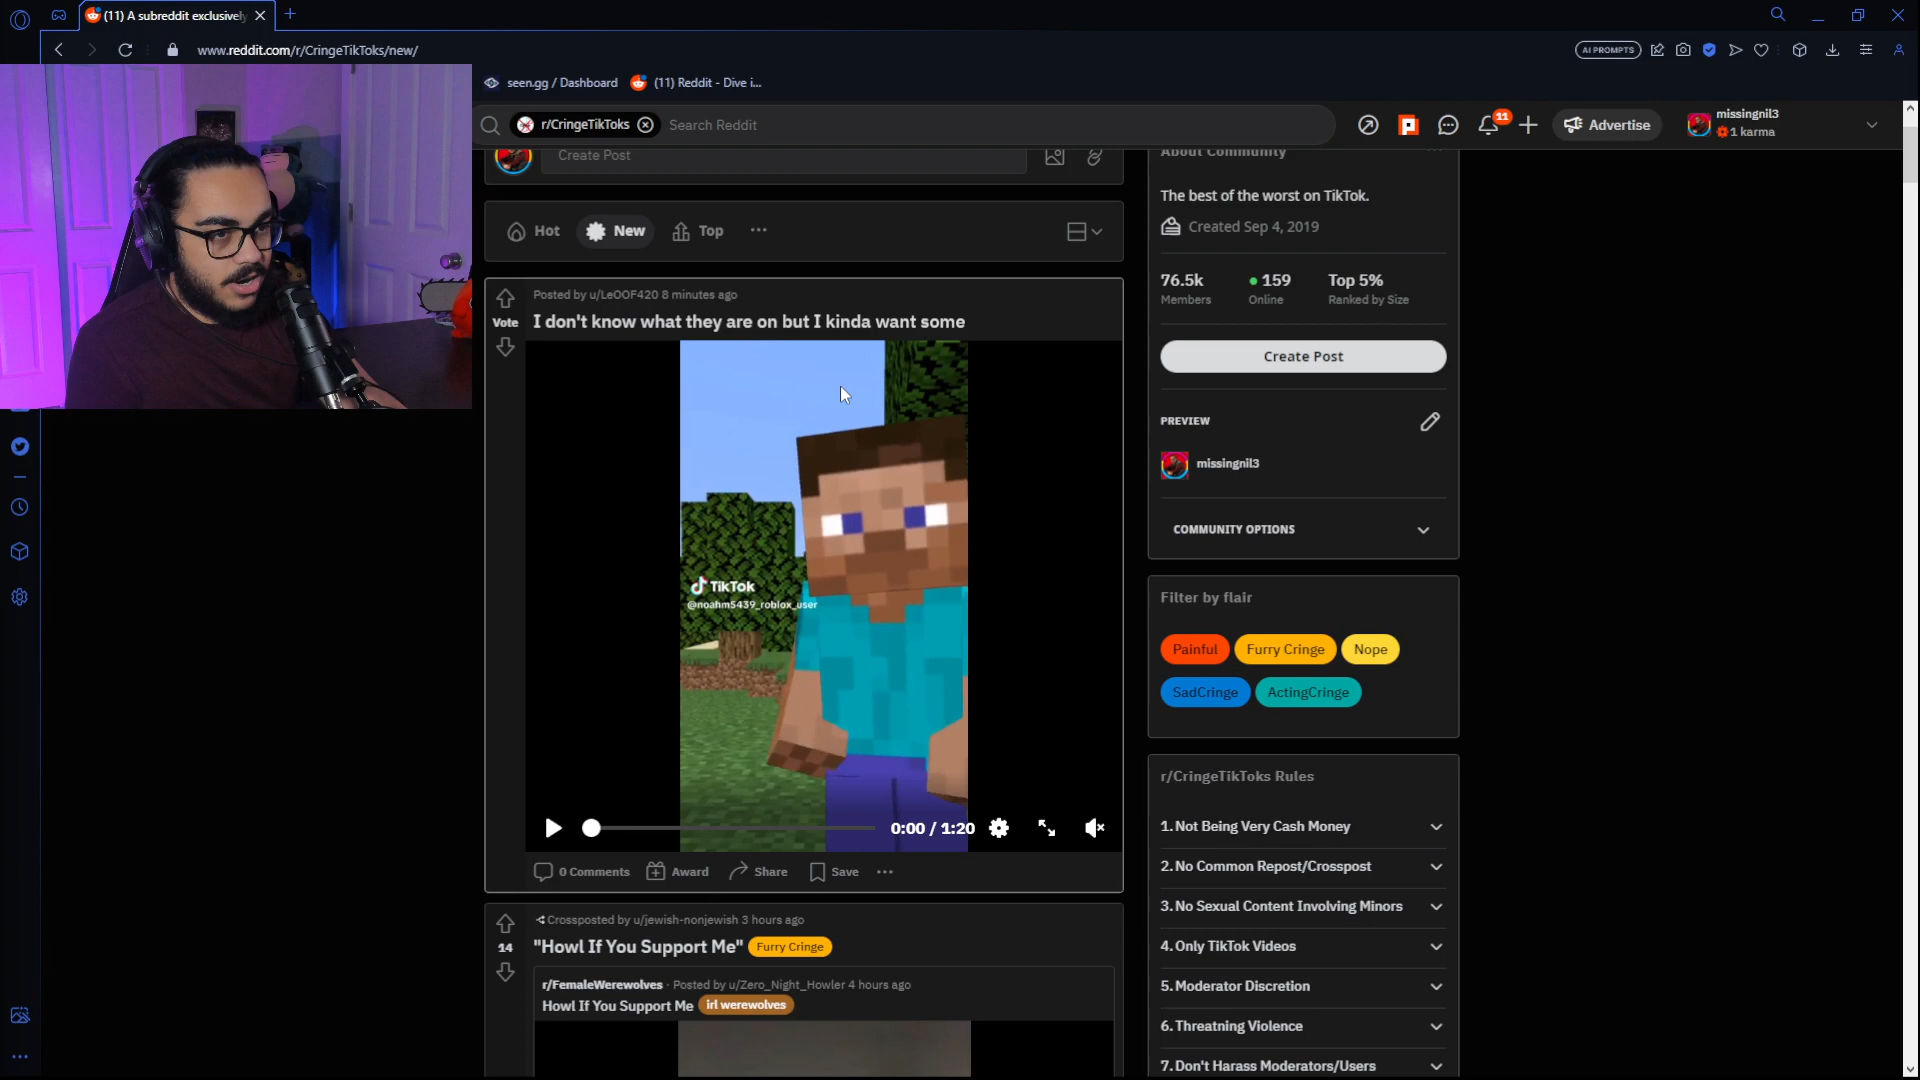 (11) A subreddit exclusively
www.reddit.com/r/CringeTikToks/new/
AI PROMPTS
seen.gg / Dashboard
(11) Reddit - Dive i...
r/CringeTikToks
Search Reddit
11
Advertise
missingnil3
1 karma
Create Post
Hot
New
Top
Posted by u/LeOOF420 8 minutes ago
Vote
I don't know what they are on but I kinda want some
TikTok
@noahm5439_roblox_user
0:00 / 1:20
0 Comments
Award
Share
Save
Crossposted by u/jewish-nonjewish 3 hours ago
14
"Howl If You Support Me" Furry Cringe
r/FemaleWerewolves · Posted by u/Zero_Night_Howler 4 hours ago
Howl If You Support Me irl werewolves
About Community
The best of the worst on TikTok.
Created Sep 4, 2019
76.5k
159
Top 5%
Members
Online
Ranked by Size
Create Post
PREVIEW
missingnil3
COMMUNITY OPTIONS
Filter by flair
Painful
Furry Cringe
Nope
SadCringe
ActingCringe
r/CringeTikToks Rules
1. Not Being Very Cash Money
2. No Common Repost/Crosspost
3. No Sexual Content Involving Minors
4. Only TikTok Videos
5. Moderator Discretion
6. Threatning Violence
7. Don't Harass Moderators/Users